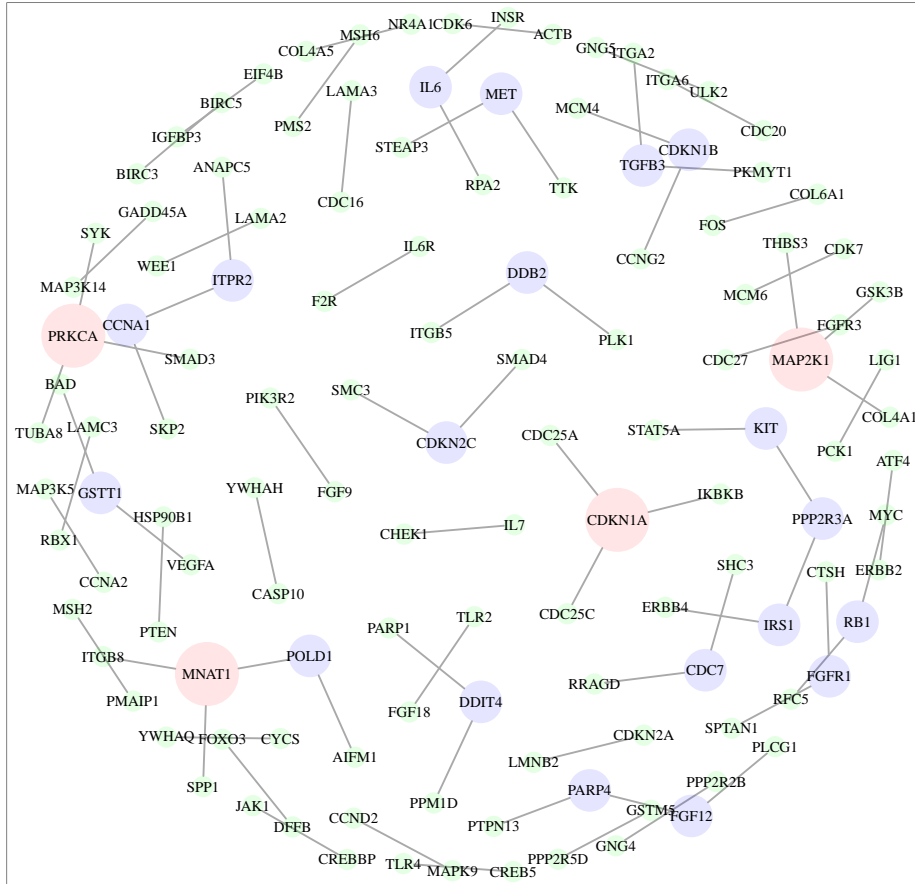 INSR
NR4A1
CDK6
ACTB
MSH6
COL4A5
GNG5
ITGA2
EIF4B
ITGA6
ULK2
LAMA3
IL6
MET
BIRC5
MCM4
PMS2
CDC20
IGFBP3
STEAP3
CDKN1B
TGFB3
ANAPC5
BIRC3
PKMYT1
RPA2
TTK
COL6A1
CDC16
GADD45A
LAMA2
FOS
SYK
IL6R
THBS3
CDK7
WEE1
CCNG2
ITPR2
DDB2
MAP3K14
F2R
MCM6
GSK3B
CCNA1
PRKCA
ITGB5
PLK1
EGFR3
SMAD3
SMAD4
CDC27
MAP2K1
LIG1
BAD
SMC3
PIK3R2
COL4A1
TUBA8
LAMC3
SKP2
CDKN2C
CDC25A
STAT5A
KIT
PCK1
ATF4
MAP3K5
GSTT1
YWHAH
FGF9
IKBKB
HSP90B1
CDKN1A
PPP2R3A
MYC
RBX1
CHEK1
IL7
VEGFA
SHC3
CTSH
ERBB2
CCNA2
CASP10
MSH2
PARP1
TLR2
CDC25C
ERBB4
PTEN
IRS1
RB1
ITGB8
POLD1
MNAT1
CDC7
FGFR1
RRAGD
PMAIP1
DDIT4
RFC5
FGF18
SPTAN1
YWHAQ
FOXO3
CYCS
CDKN2A
PLCG1
AIFM1
LMNB2
SPP1
PARP4
PPP2R2B
JAK1
PPM1D
GSTM5
FGF12
CCND2
DFFB
PTPN13
GNG4
CREBBP
TLR4
MAPK9
CREB5
PPP2R5D